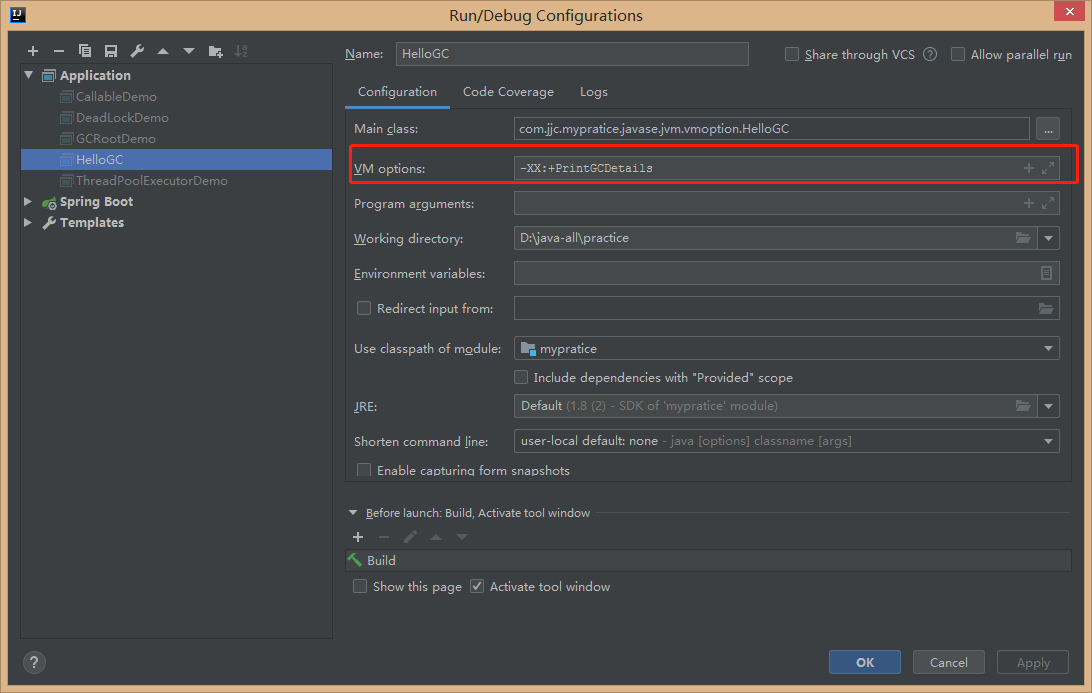 Run/Debug Configurations
Name: HelloGC Share through VCS ? Allow parallel run
Application
CallableDemo
DeadLockDemo
GCRootDemo
HelloGC
ThreadPoolExecutorDemo
Spring Boot
Templates
Configuration Code Coverage Logs
Main class: com.jjc.mypratice.javase.jvm.vmoption.HelloGC ...
VM options: -XX:+PrintGCDetails
Program arguments:
Working directory: D:\java-all\practice
Environment variables:
Redirect input from:
Use classpath of module: mypratice
Include dependencies with "Provided" scope
JRE: Default (1.8 (2) - SDK of 'mypratice' module)
Shorten command line: user-local default: none - java [options] classname [args]
Enable capturing form snapshots
Before launch: Build, Activate tool window
Build
Show this page Activate tool window
? OK Cancel Apply